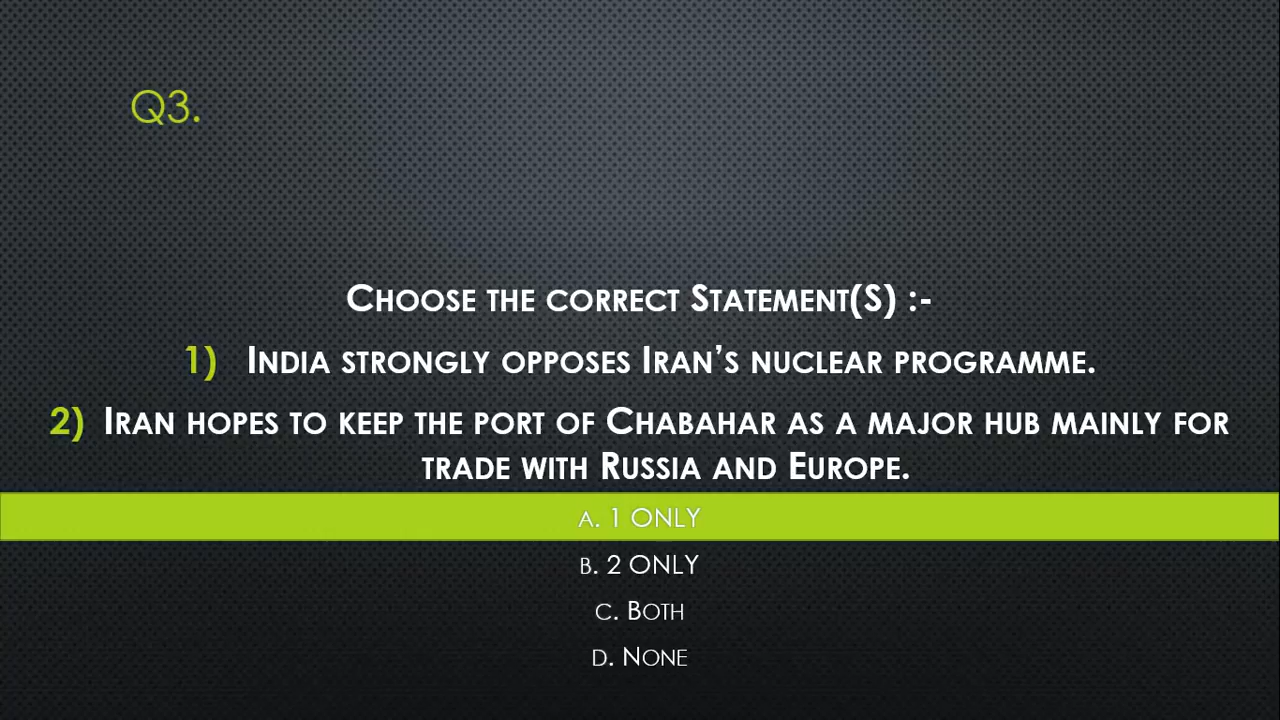 Q3.
Choose the correct Statement(s) :-
1) India strongly opposes Iran's nuclear programme.
2) Iran hopes to keep the port of Chabahar as a major hub mainly for
trade with Russia and Europe.
a. 1 only
b. 2 only
c. Both
d. None